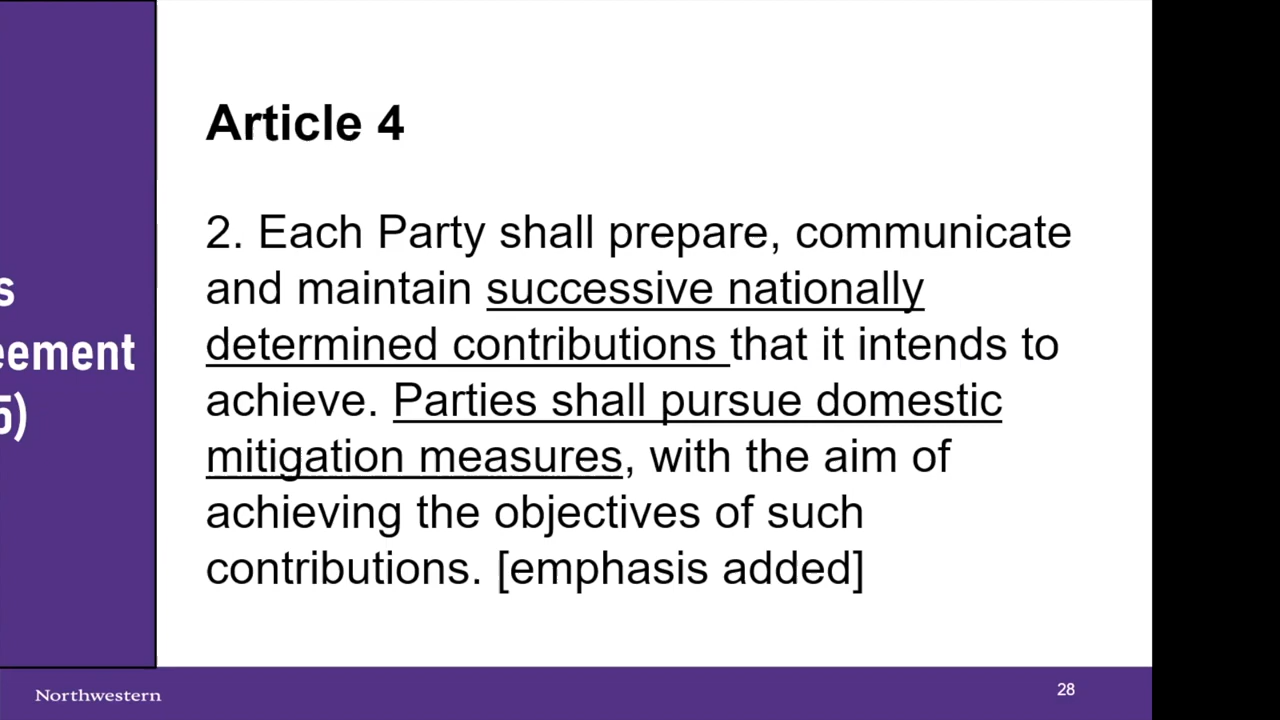 Article 4
2. Each Party shall prepare, communicate
and maintain successive nationally
determined contributions that it intends to
achieve. Parties shall pursue domestic
mitigation measures, with the aim of
achieving the objectives of such
contributions. [emphasis added]
s
eement
5)
Northwestern
28